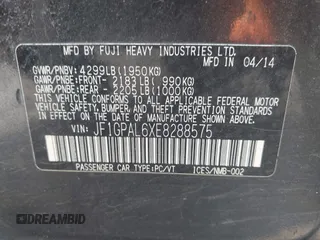 MFD. BY FUJI HEAVY INDUSTRIES LTD.
MFD IN 04/14
GVWR/PNBV: 4299LB (1950KG)
GAWR/PNBE:FRONT- 2183LB ( 990KG)
GAWR/PNBE:REAR - 2205LB (1000KG)
THIS VEHICLE CONFORMS TO ALL APPLICABLE
FEDERAL MOTOR VEHICLE SAFETY, BUMPER,
AND THEFT PREVENTION STANDARDS IN EFFECT
ON THE DATE OF MANUFACTURE SHOWN ABOVE.
VIN: JF1GPAL6XE8288575
PASSENGER CAR TYPE:PC/VT ICES/NMB-002
DREAMBID